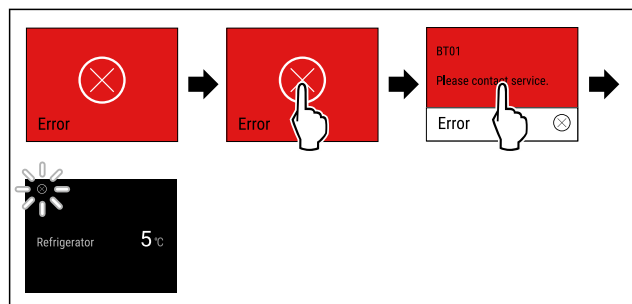 Error
Error
BT01
Please contact service.
Error
Refrigerator 5 °C